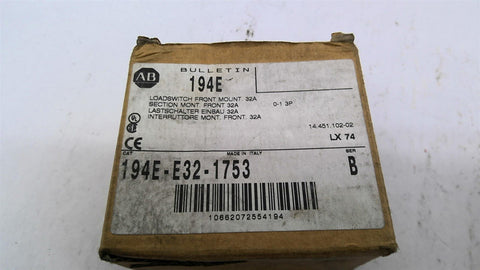 AB
BULLETIN
194E
LOADSWITCH FRONT MOUNT. 32A
SECTION MONT. FRONT 32A
LASTSCHALTER EINBAU 32A
INTERRUTTORE MONT. FRONT. 32A
0-1 3P
14.451.102-02
UL
CE
LX 74
CAT
MADE IN ITALY
SER
194E-E32-1753
B
10662072554194